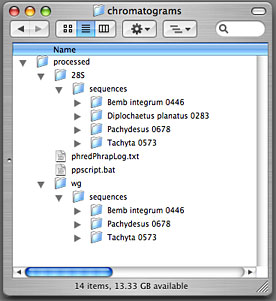 chromatograms
Name
processed
28S
sequences
Bemb integrum 0446
Diplochaetus planatus 0283
Pachydesus 0678
Tachyta 0573
phredPhrapLog.txt
ppscript.bat
wg
sequences
Bemb integrum 0446
Pachydesus 0678
Tachyta 0573
14 items, 13.33 GB available